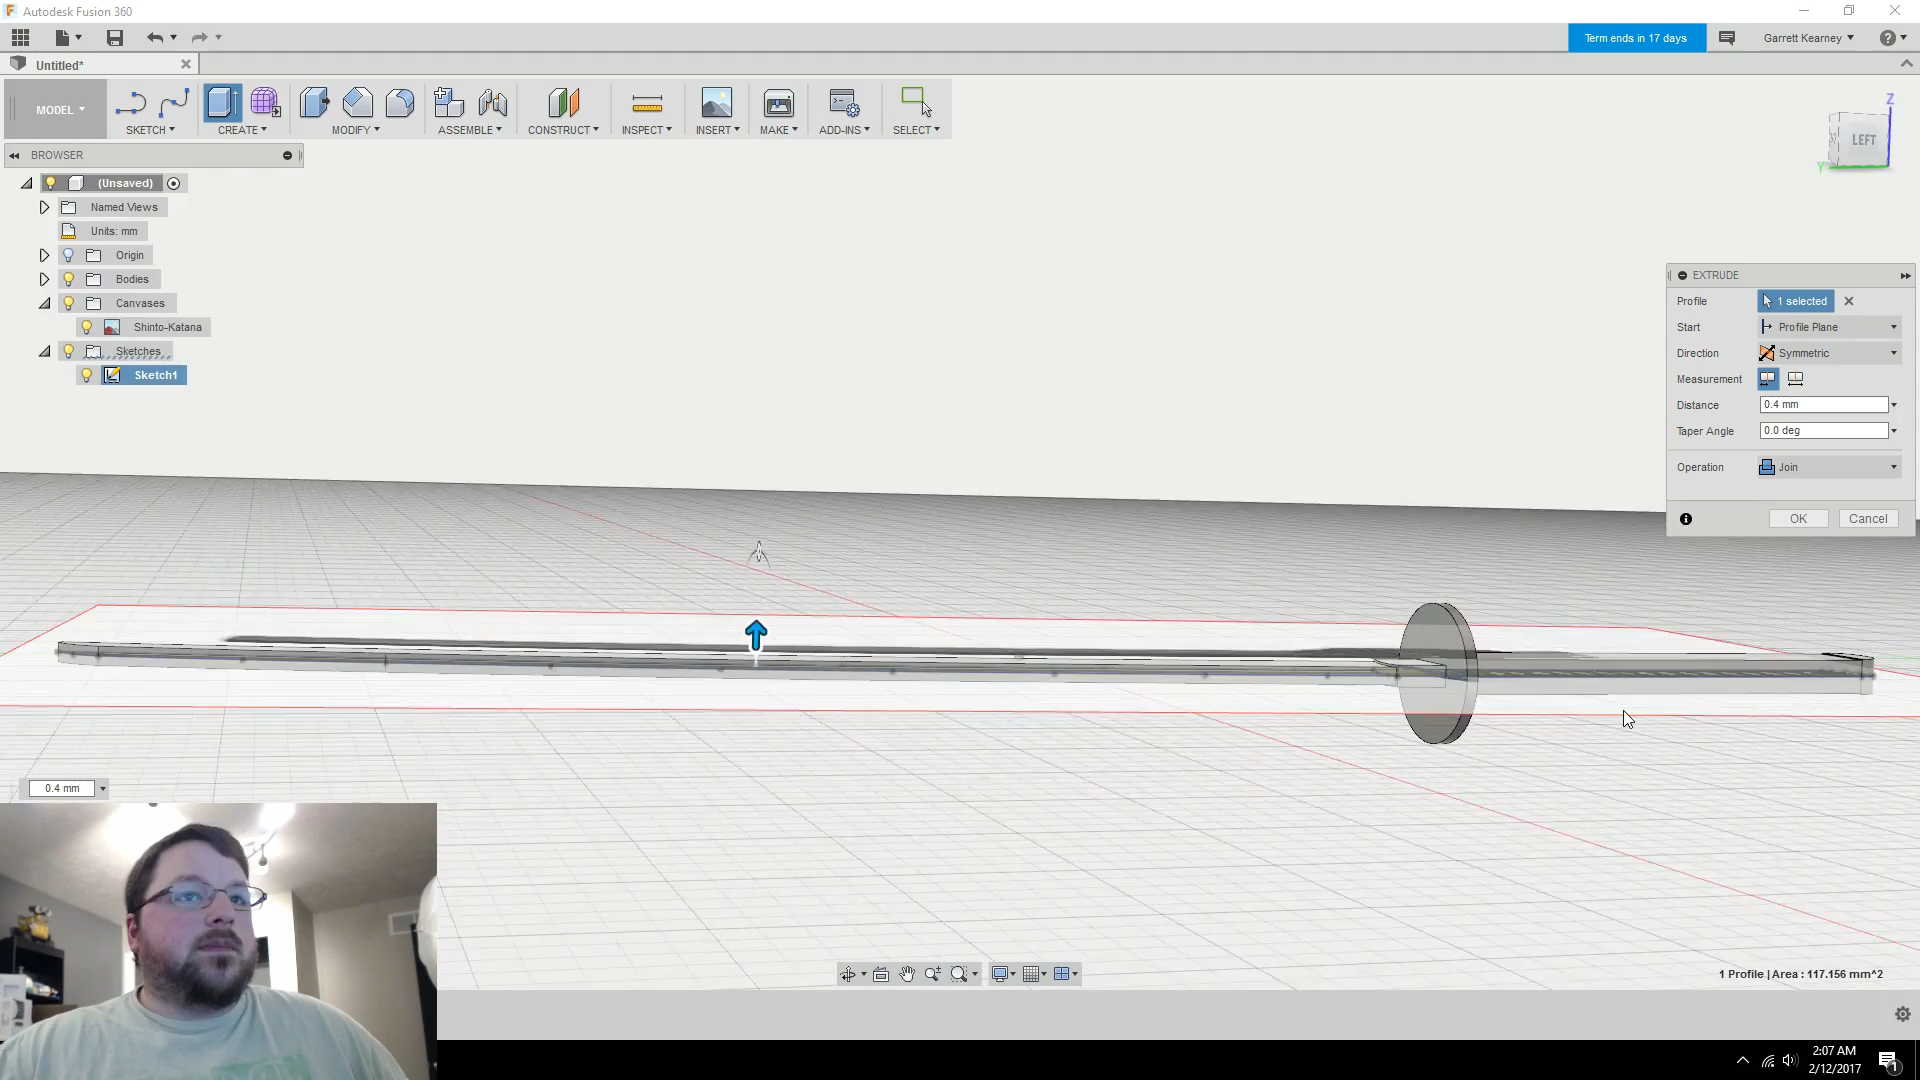 Autodesk Fusion 360
Term ends in 17 days
Garrett Kearney
Untitled*
MODEL
SKETCH
CREATE
MODIFY
ASSEMBLE
CONSTRUCT
INSPECT
INSERT
MAKE
ADD-INS
SELECT
Z
LEFT
Y
BROWSER
(Unsaved)
Named Views
Units: mm
Origin
Bodies
Canvases
Shinto-Katana
Sketches
Sketch1
EXTRUDE
Profile 1 selected
Start Profile Plane
Direction Symmetric
Measurement
Distance 0.4 mm
Taper Angle 0.0 deg
Operation Join
OK Cancel
0.4 mm
1 Profile | Area : 117.156 mm^2
2:07 AM
2/12/2017
1